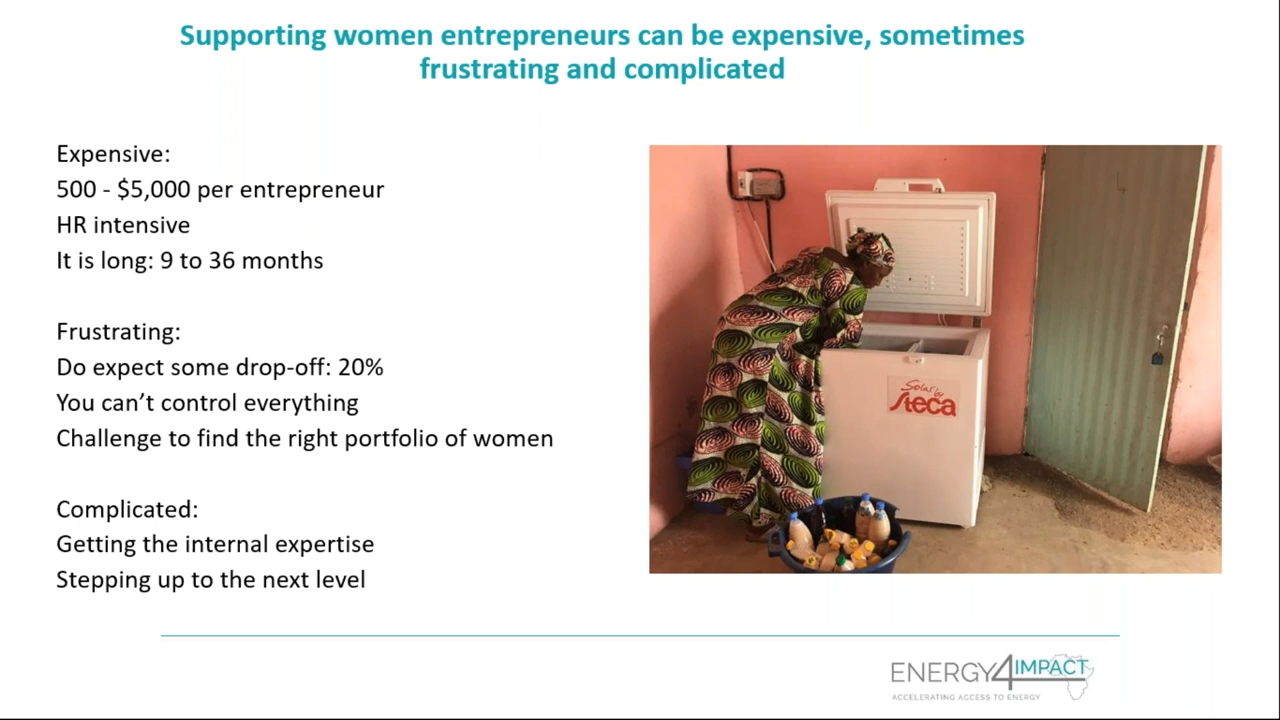 Supporting women entrepreneurs can be expensive, sometimes
frustrating and complicated
Expensive:
500 - $5,000 per entrepreneur
HR intensive
It is long: 9 to 36 months
Frustrating:
Do expect some drop-off: 20%
You can’t control everything
Challenge to find the right portfolio of women
Complicated:
Getting the internal expertise
Stepping up to the next level
Solar by
Steca
ENERGY4IMPACT
ACCELERATING ACCESS TO ENERGY